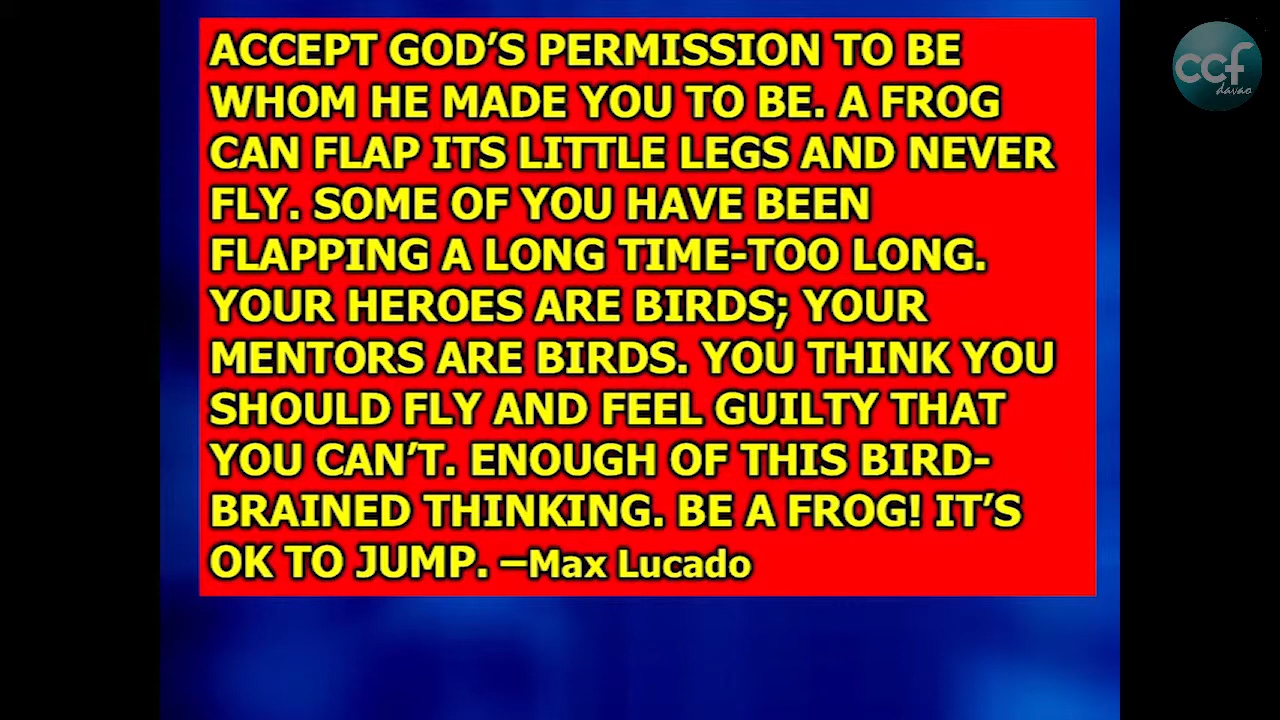 ACCEPT GOD’S PERMISSION TO BE
WHOM HE MADE YOU TO BE. A FROG
CAN FLAP ITS LITTLE LEGS AND NEVER
FLY. SOME OF YOU HAVE BEEN
FLAPPING A LONG TIME-TOO LONG.
YOUR HEROES ARE BIRDS; YOUR
MENTORS ARE BIRDS. YOU THINK YOU
SHOULD FLY AND FEEL GUILTY THAT
YOU CAN’T. ENOUGH OF THIS BIRD-
BRAINED THINKING. BE A FROG! IT’S
OK TO JUMP. –Max Lucado
ccf
davao